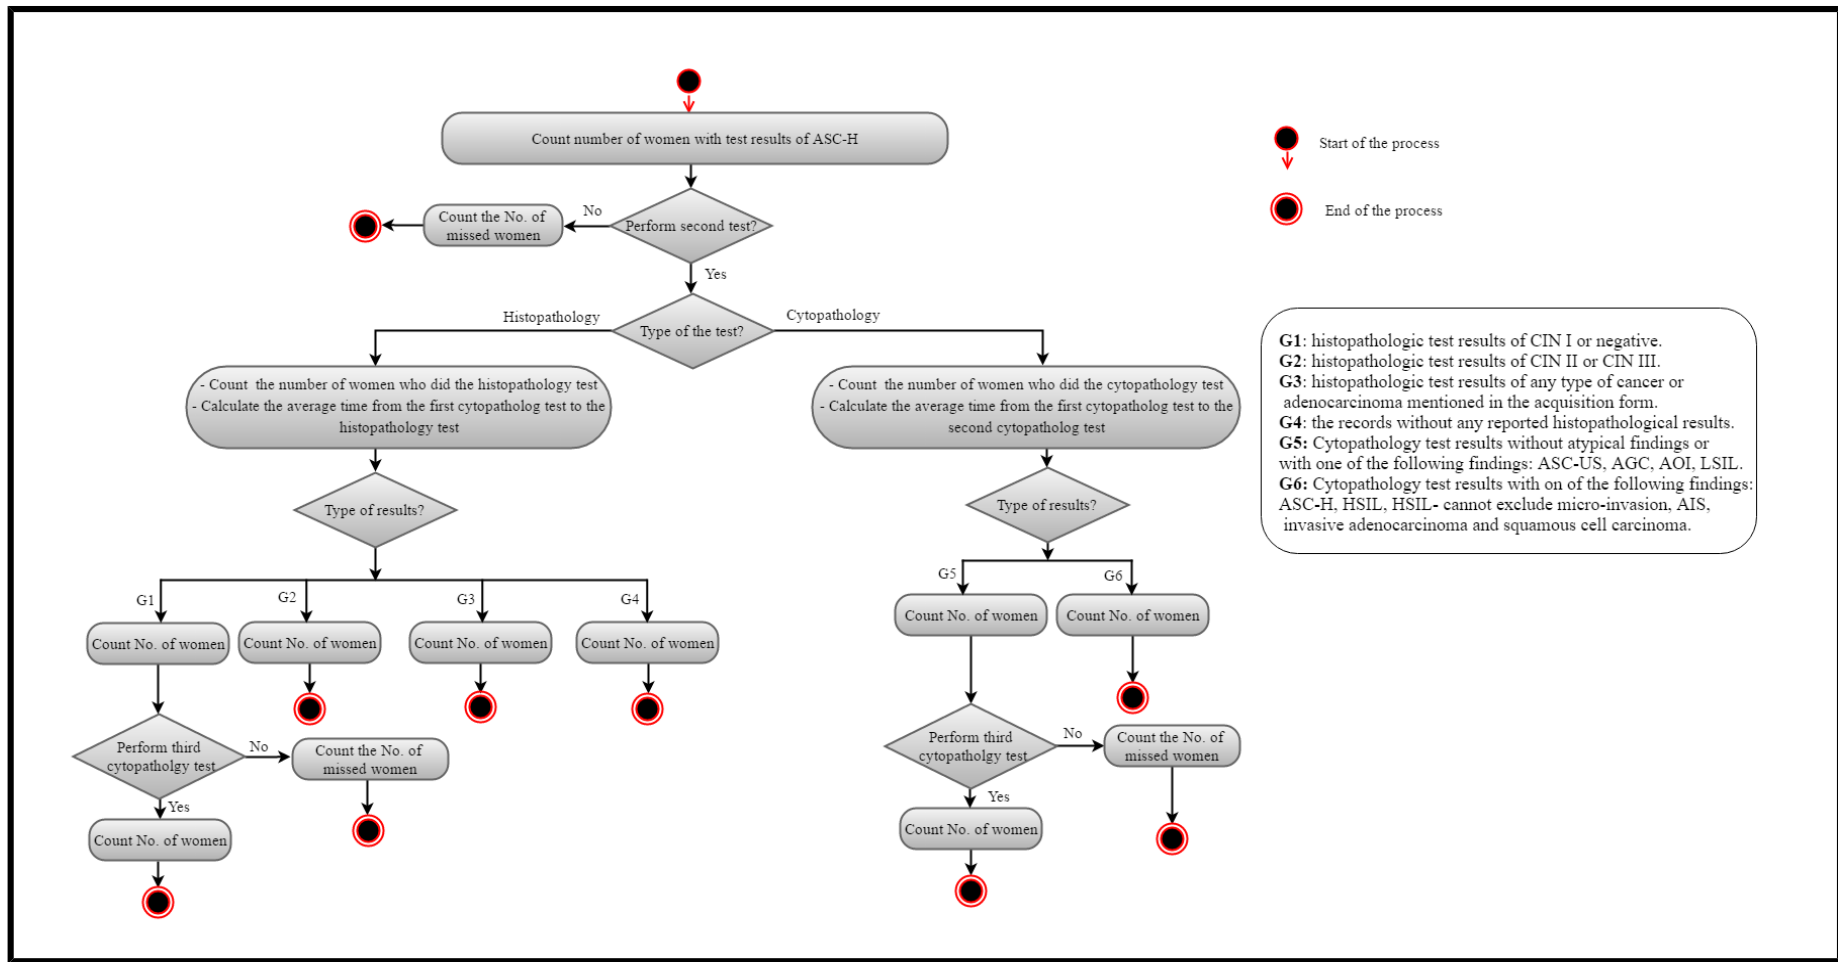 Count number of women with test results of ASC-H
Start of the process
End of the process
No
Count the No. of
missed women
Perform second test?
Yes
Histopathology
Type of the test?
Cytopathology
- Count  the number of women who did the histopathology test
- Calculate the average time from the first cytopatholog test to the
histopathology test
- Count  the number of women who did the cytopathology test
- Calculate the average time from the first cytopatholog test to the
second cytopatholog test
G1: histopathologic test results of CIN I or negative.
G2: histopathologic test results of CIN II or CIN III.
G3: histopathologic test results of any type of cancer or
adenocarcinoma mentioned in the acquisition form.
G4: the records without any reported histopathological results.
G5: Cytopathology test results without atypical findings or
with one of the following findings: ASC-US, AGC, AOI, LSIL.
G6: Cytopathology test results with on of the following findings:
ASC-H, HSIL, HSIL- cannot exclude micro-invasion, AIS,
invasive adenocarcinoma and squamous cell carcinoma.
Type of results?
Type of results?
G1
G2
G3
G4
G5
G6
Count No. of women
Count No. of women
Count No. of women
Count No. of women
Count No. of women
Count No. of women
Perform third
cytopatholgy test
No
Count the No. of
missed women
Yes
Count No. of women
Perform third
cytopatholgy test
No
Count the No. of
missed women
Yes
Count No. of women